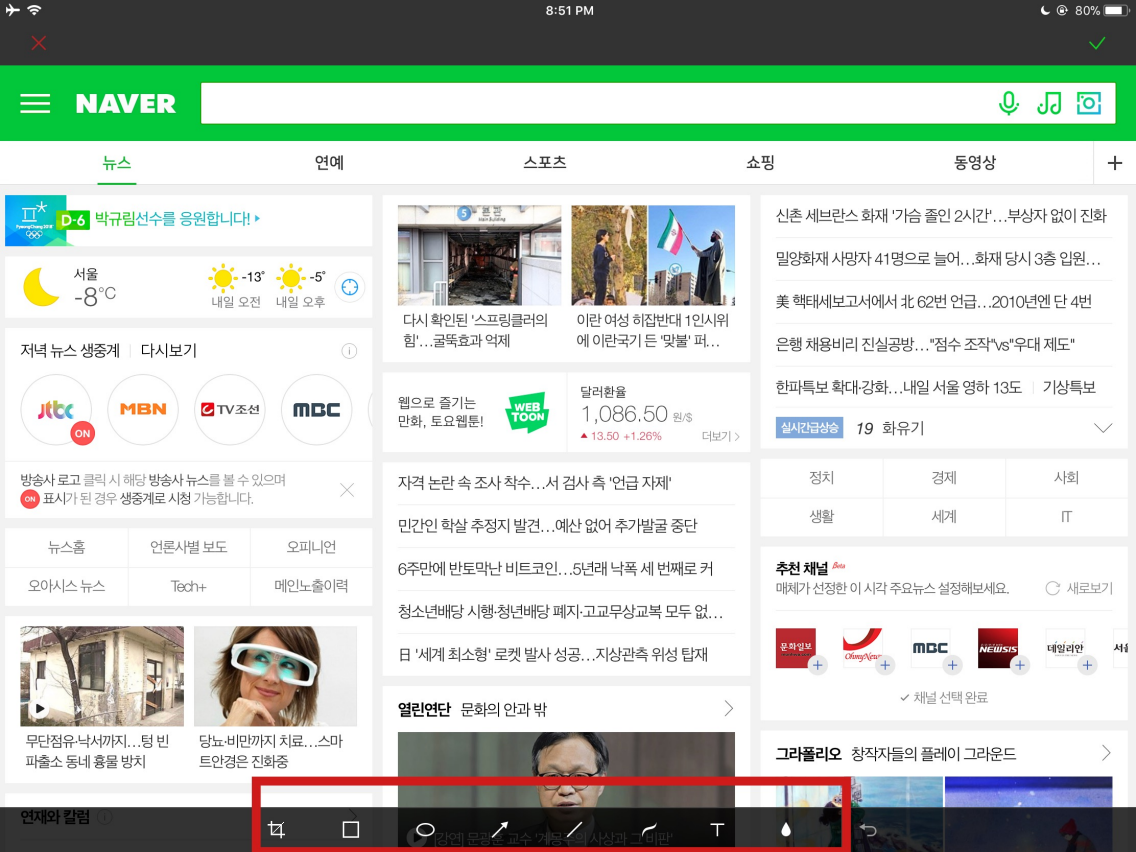 8:51 PM
80%
NAVER
뉴스
연예
스포츠
쇼핑
동영상
PyeongChang 2018
D-6 박규림선수를 응원합니다!
서울
-8°C
-13°
내일 오전
-5°
내일 오후
저녁 뉴스 생중계
다시보기
jtbc
ON
MBN
TV조선
MBC
방송사 로고 클릭 시 해당 방송사 뉴스를 볼 수 있으며
ON 표시가 된 경우 생중계로 시청 가능합니다.
뉴스홈
언론사별 보도
오피니언
오아시스 뉴스
Tech+
메인노출이력
무단점유·낙서까지…텅 빈
파출소 동네 흉물 방치
당뇨·비만까지 치료…스마
트안경은 진화중
연재와 칼럼
5 본관
Main Building
다시 확인된 '스프링클러의
힘'…굴뚝효과 억제
이란 여성 히잡반대 1인시위
에 이란국기 든 '맞불' 퍼…
웹으로 즐기는
만화, 토요웹툰!
WEB
TOON
달러환율
1,086.50 원/$
13.50 +1.26%
더보기
자격 논란 속 조사 착수…서 검사 측 '언급 자제'
민간인 학살 추정지 발견…예산 없어 추가발굴 중단
6주만에 반토막난 비트코인…5년래 낙폭 세 번째로 커
청소년배당 시행·청년배당 폐지·고교무상교복 모두 없…
日 '세계 최소형' 로켓 발사 성공…지상관측 위성 탑재
열린연단 문화의 안과 밖
[강연] 문광훈 교수 '계몽주의 사상과 그 비판'
신촌 세브란스 화재 '가슴 졸인 2시간'…부상자 없이 진화
밀양화재 사망자 41명으로 늘어…화재 당시 3층 입원…
美 핵태세보고서에서 北 62번 언급…2010년엔 단 4번
은행 채용비리 진실공방…"점수 조작"vs"우대 제도"
한파특보 확대·강화…내일 서울 영하 13도
기상특보
실시간급상승 19 화유기
정치
경제
사회
생활
세계
IT
추천 채널 Beta
매체가 선정한 이 시각 주요뉴스 설정해보세요.
새로보기
문화일보
OhmyNews
MBC
NEWSIS
데일리안
채널 선택 완료
그라폴리오 창작자들의 플레이 그라운드
T